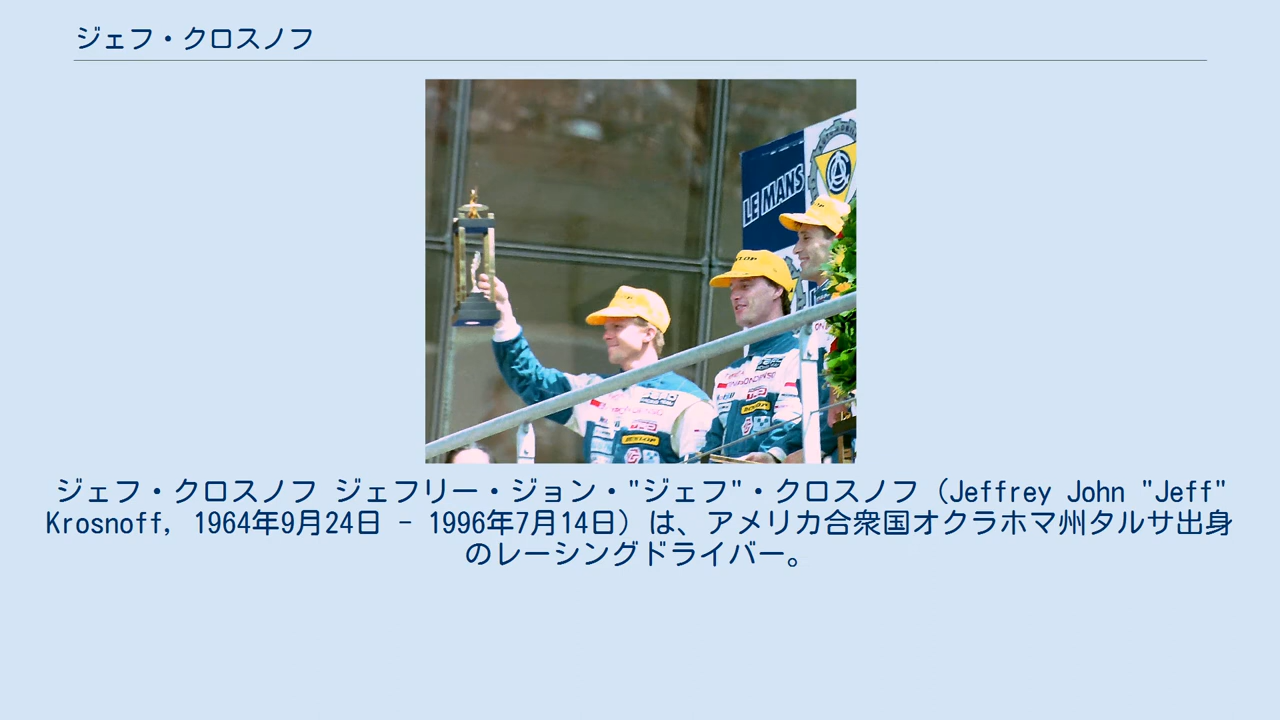 ジェフ・クロスノフ
LE MANS
DUNLOP
ジェフ・クロスノフ ジェフリー・ジョン・"ジェフ"・クロスノフ（Jeffrey John "Jeff"
Krosnoff, 1964年9月24日 - 1996年7月14日）は、アメリカ合衆国オクラホマ州タルサ出身
のレーシングドライバー。